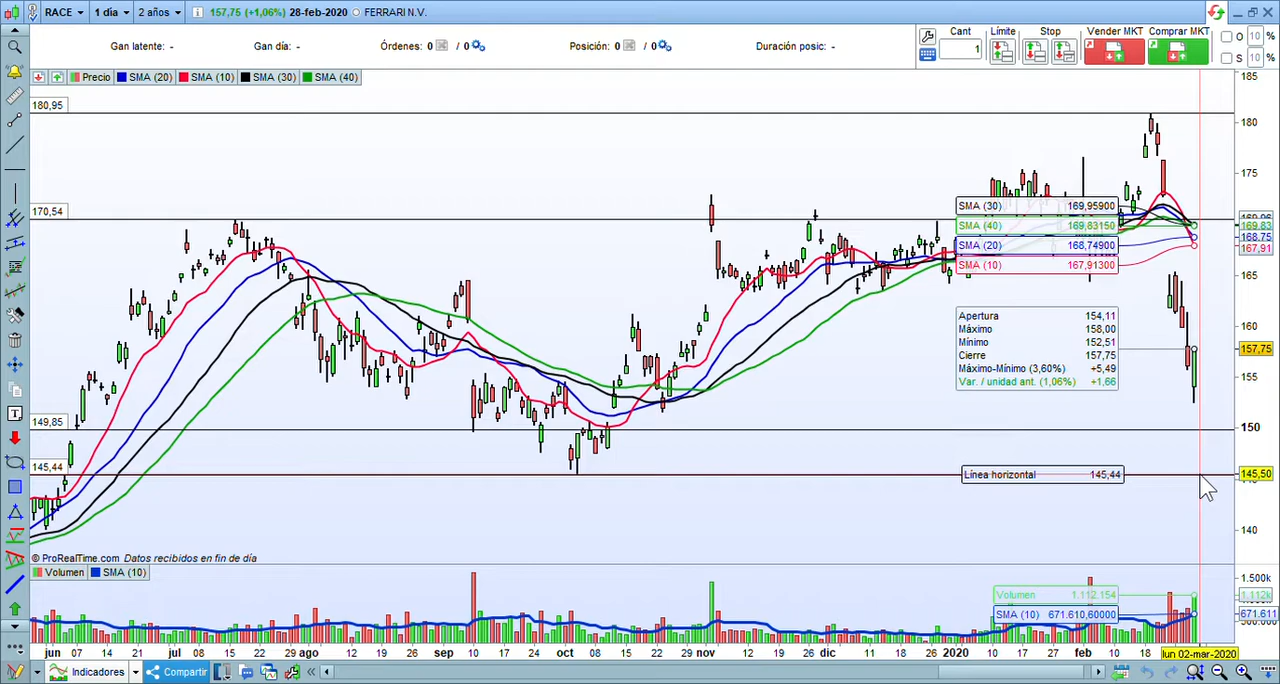 RACE 1 día 2 años 157,75 (+1,06%) 28-feb-2020 FERRARI N.V.
Gan latente: - Gan día: - Órdenes: 0 / 0 Posición: 0 / 0 Duración posic: -
Cant Límite Stop Vender MKT Comprar MKT O 10 %
1 S 10 %
Precio SMA (20) SMA (10) SMA (30) SMA (40)
185
180,95
180
175
170,54
SMA (30) 169,95900
SMA (40) 169,83150
169,83
SMA (20) 168,74900
168,75
SMA (10) 167,91300
167,91
165
160
Apertura 154,11
Máximo 158,00
Mínimo 152,51
Cierre 157,75
157,75
Máximo-Mínimo (3,60%) +5,49
Var. / unidad ant. (1,06%) +1,66
155
149,85
150
145,44
Línea horizontal 145,44
145,50
140
© ProRealTime.com Datos recibidos en fin de día
Volumen SMA (10)
1.500k
Volumen 1.112.154
1.112k
SMA (10) 671.610,60000
671.611
jun 07 14 21 jul 08 15 22 29 ago 08 15 22 29 sep 09 16 23 oct 08 15 22 29 nov 12 19 26 dic 11 18 26 2020 10 17 27 feb 10 18 lun 02-mar-2020
Indicadores Compartir